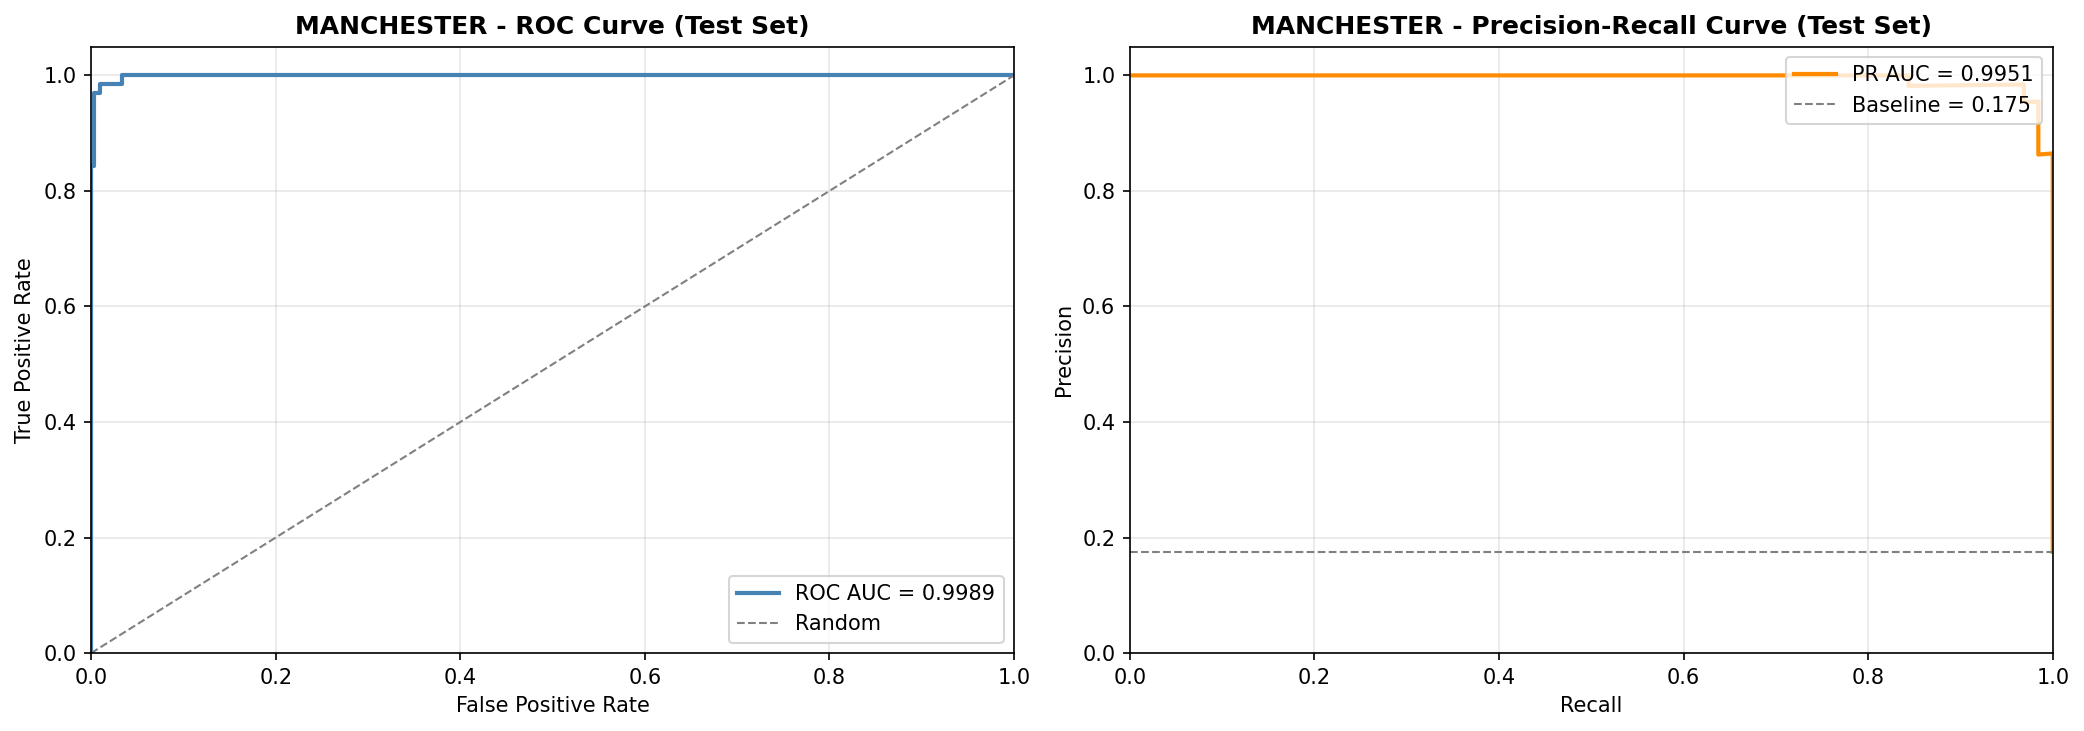 MANCHESTER - ROC Curve (Test Set)
1.0
0.8
0.6
0.4
0.2
0.0
True Positive Rate
ROC AUC = 0.9989
Random
0.0 0.2 0.4 0.6 0.8 1.0
False Positive Rate
MANCHESTER - Precision-Recall Curve (Test Set)
PR AUC = 0.9951
Baseline = 0.175
1.0
0.8
0.6
0.4
0.2
0.0
Precision
0.0 0.2 0.4 0.6 0.8 1.0
Recall